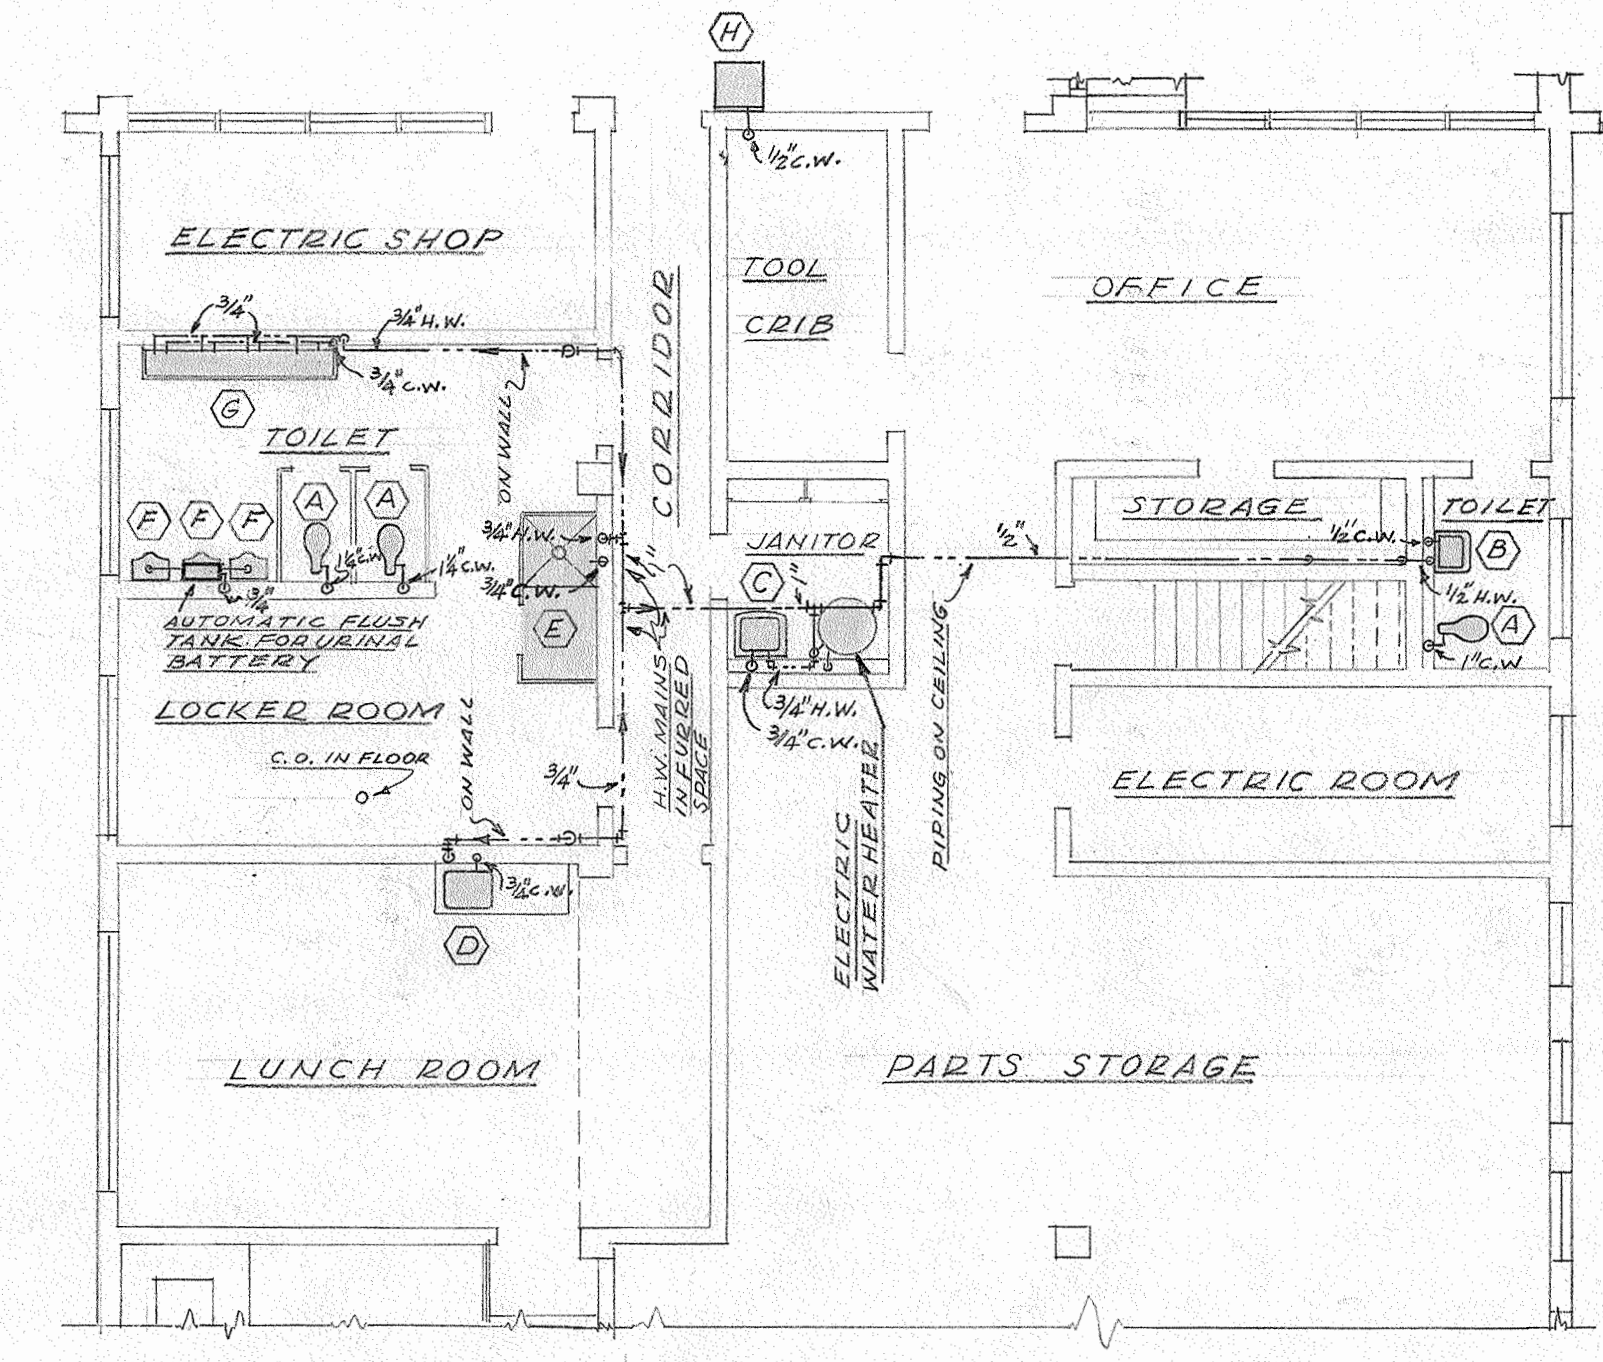 H
1/2" C.W.
ELECTRIC SHOP
TOOL
CRIB
OFFICE
CORRIDOR
3/4"
3/4" H.W.
3/4" C.W.
G
TOILET
ON WALL
F
F
F
A
A
1 1/4" C.W.
1 1/4" C.W.
3/4"
AUTOMATIC FLUSH
TANK FOR URINAL
BATTERY
3/4" H.W.
3/4" C.W.
E
1"
JANITOR
C
1"
1/2"
STORAGE
TOILET
1/2" C.W.
B
1/2" H.W.
A
1" C.W.
LOCKER ROOM
C.O. IN FLOOR
ON WALL
3/4"
H.W. MAINS
IN FURRED
SPACE
3/4" H.W.
3/4" C.W.
ELECTRIC
WATER HEATER
PIPING ON CEILING
ELECTRIC ROOM
3/4" C.W.
D
LUNCH ROOM
PARTS STORAGE